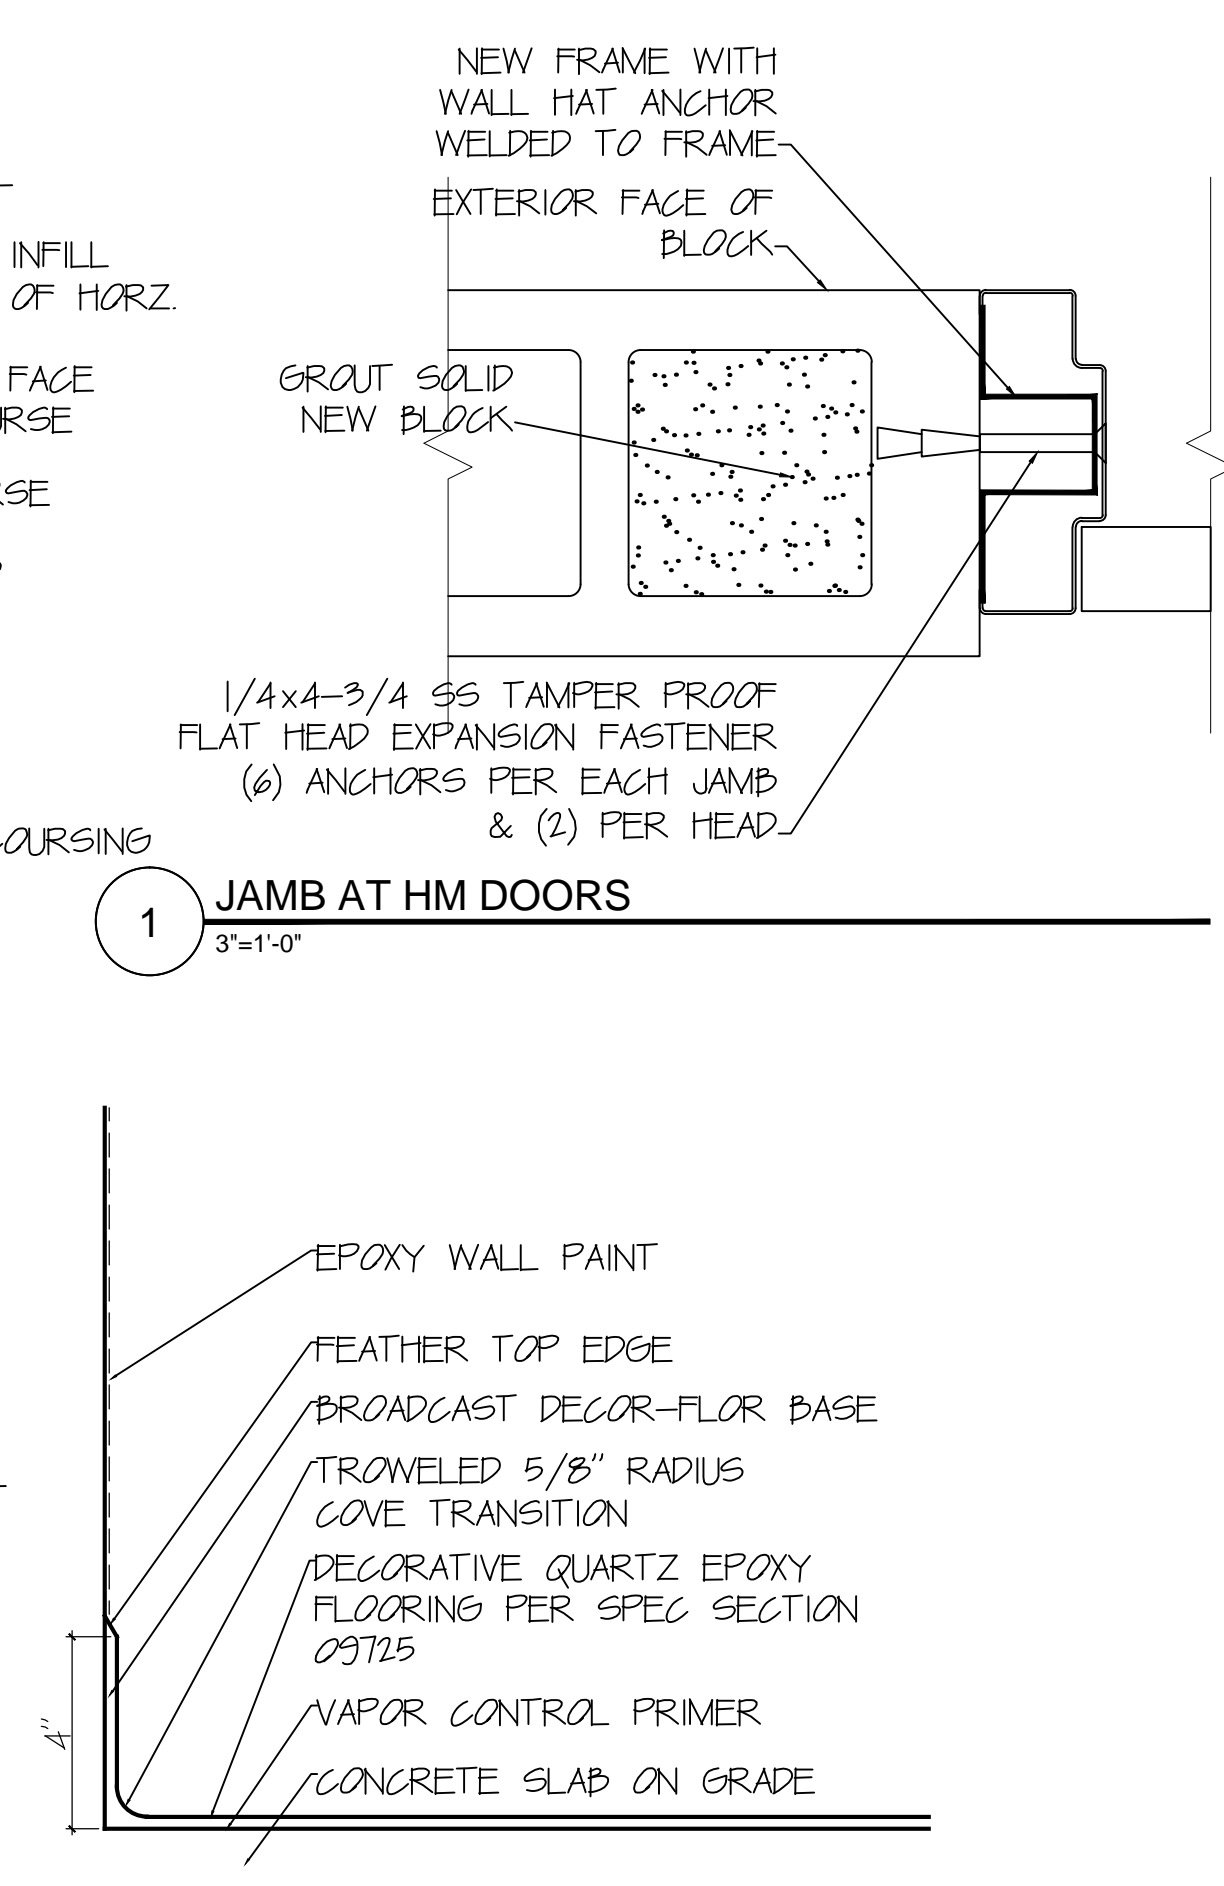 NEW FRAME WITH
WALL HAT ANCHOR
WELDED TO FRAME
EXTERIOR FACE OF
BLOCK
INFILL
OF HORZ.
FACE
GROUT SOLID
NEW BLOCK
1/4x4-3/4 SS TAMPER PROOF
FLAT HEAD EXPANSION FASTENER
(6) ANCHORS PER EACH JAMB
& (2) PER HEAD
1
JAMB AT HM DOORS
3"=1'-0"
EPOXY WALL PAINT
FEATHER TOP EDGE
BROADCAST DECOR-FLOR BASE
TROWELED 5/8" RADIUS
COVE TRANSITION
DECORATIVE QUARTZ EPOXY
FLOORING PER SPEC SECTION
09725
VAPOR CONTROL PRIMER
CONCRETE SLAB ON GRADE
4"